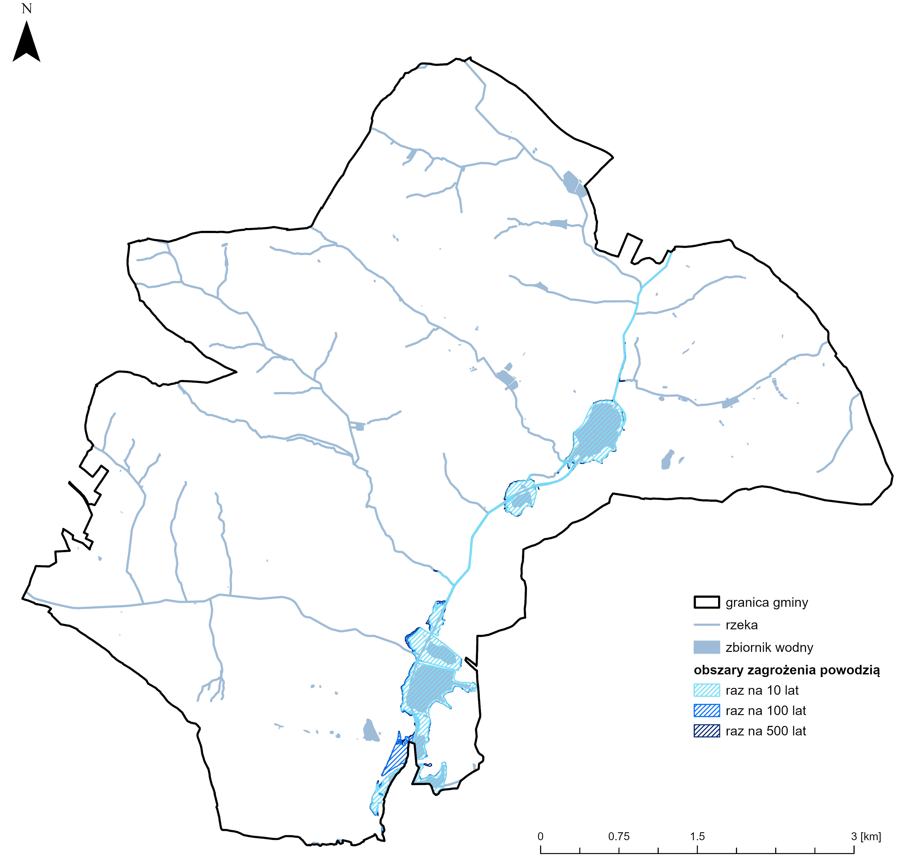 N
granica gminy
rzeka
zbiornik wodny
obszary zagrożenia powodzią
raz na 10 lat
raz na 100 lat
raz na 500 lat
0 0.75 1.5 3 [km]